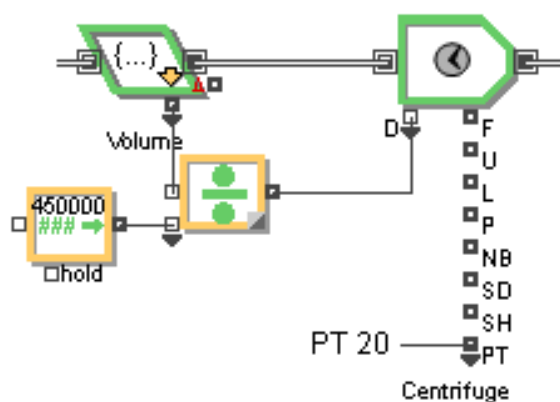 {...}
Δ
Volume
D
F
U
L
P
NB
SD
SH
PT
450000
###
hold
PT 20
Centrifuge